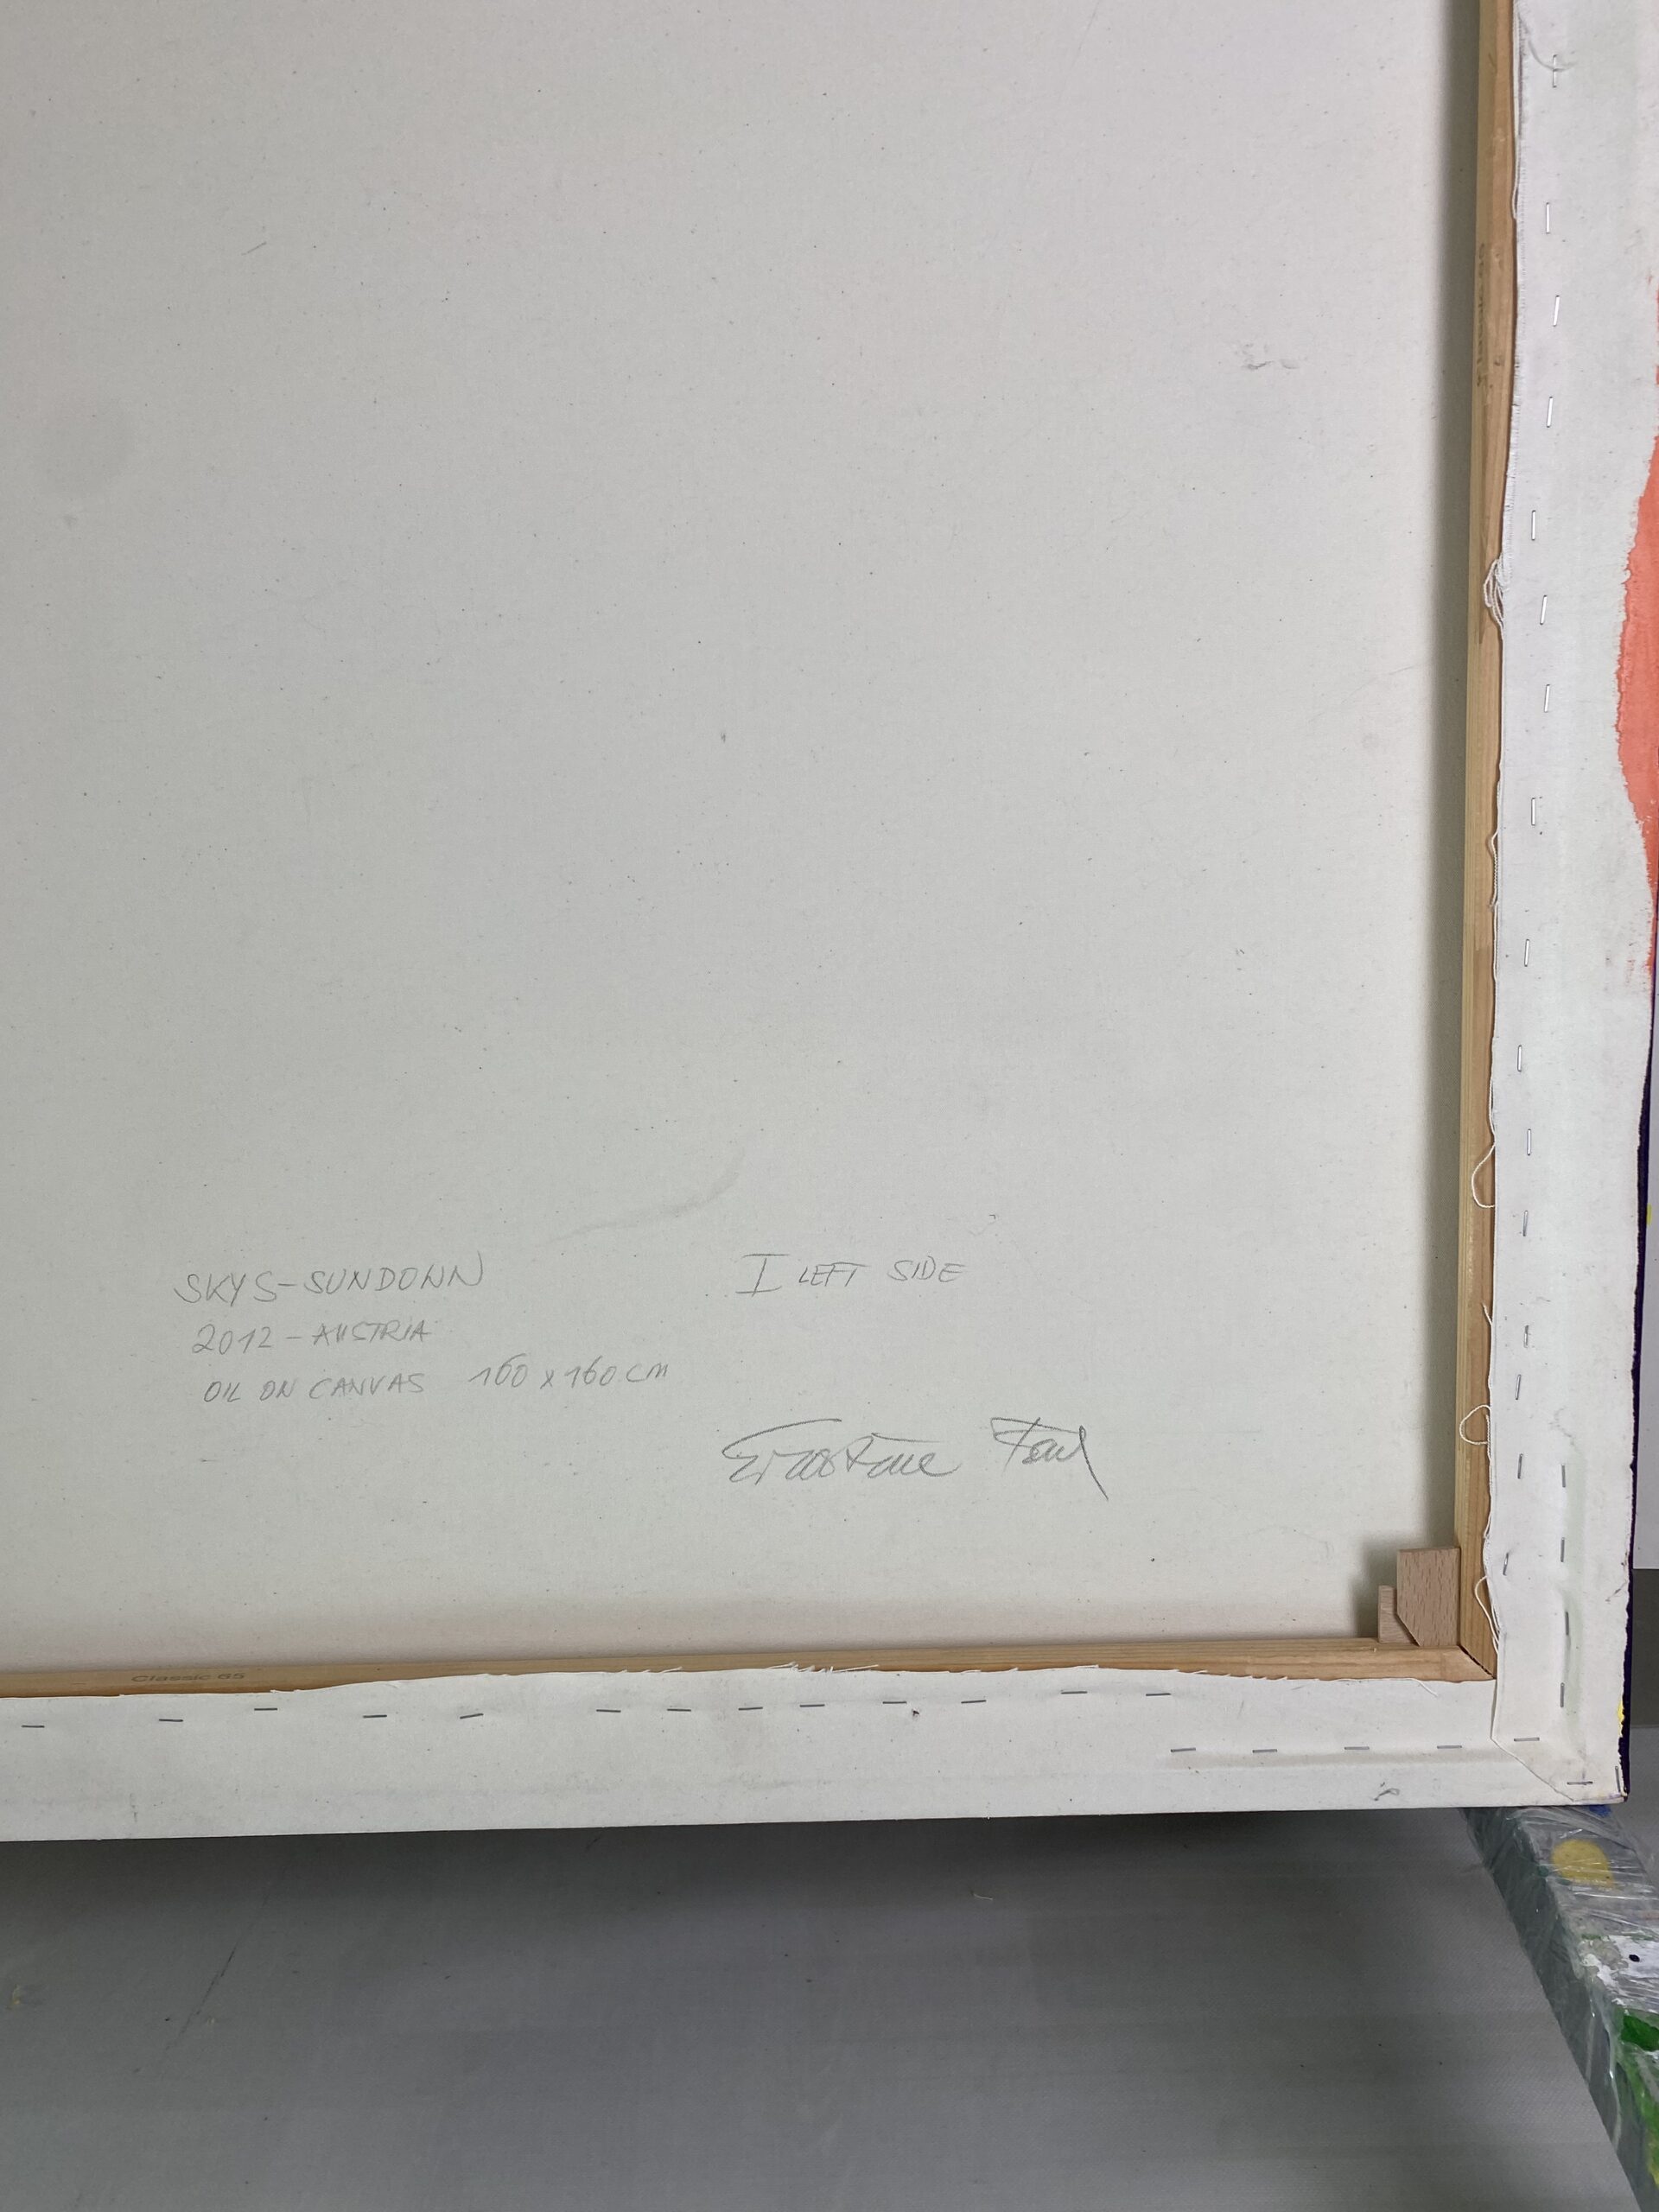 SKYS-SUNDOWN
I LEFT SIDE
2012 - AUSTRIA
OIL ON CANVAS 160 x 160 cm
Classic 65